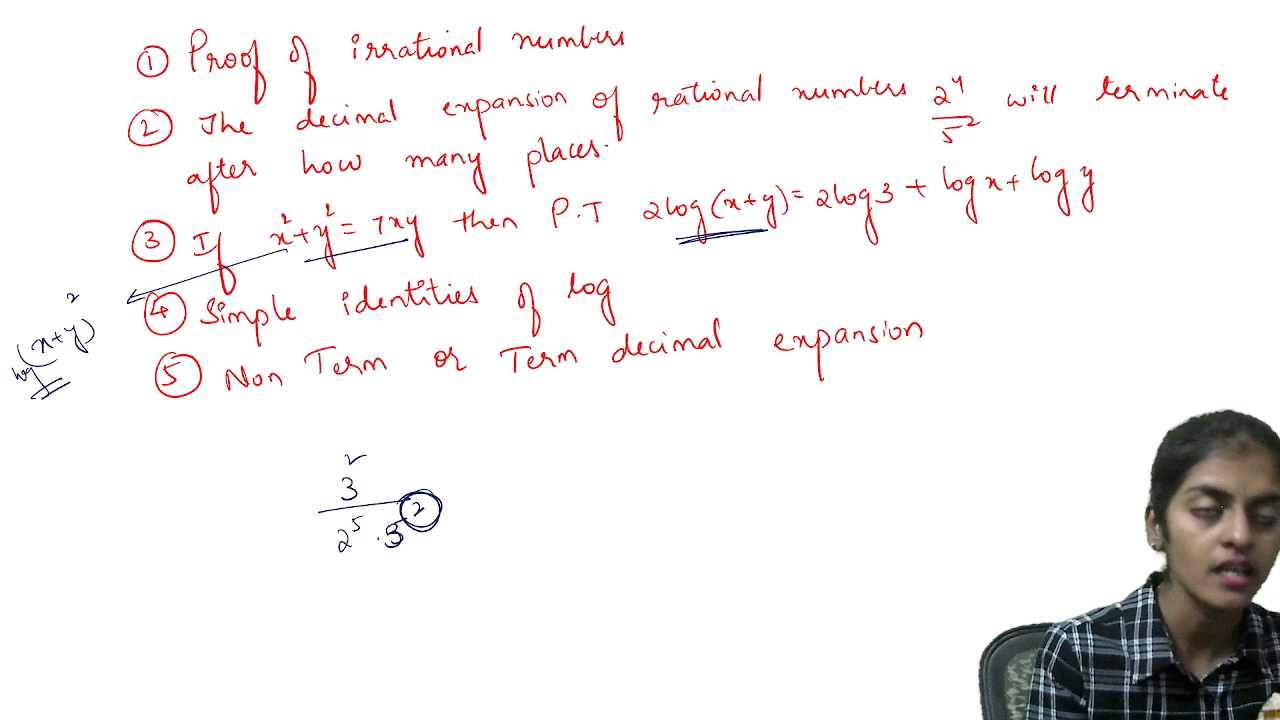 ① Proof of irrational numbers
② The decimal expansion of rational numbers 2⁴/5² will terminate
after how many places.
③ If x²+y²= 7xy then P.T 2log(x+y)= 2log3 + logx+ logy
④ Simple identities of log
log(x+y)²
⑤ Non Term or Term decimal expansion
3²
2⁵ . 5²